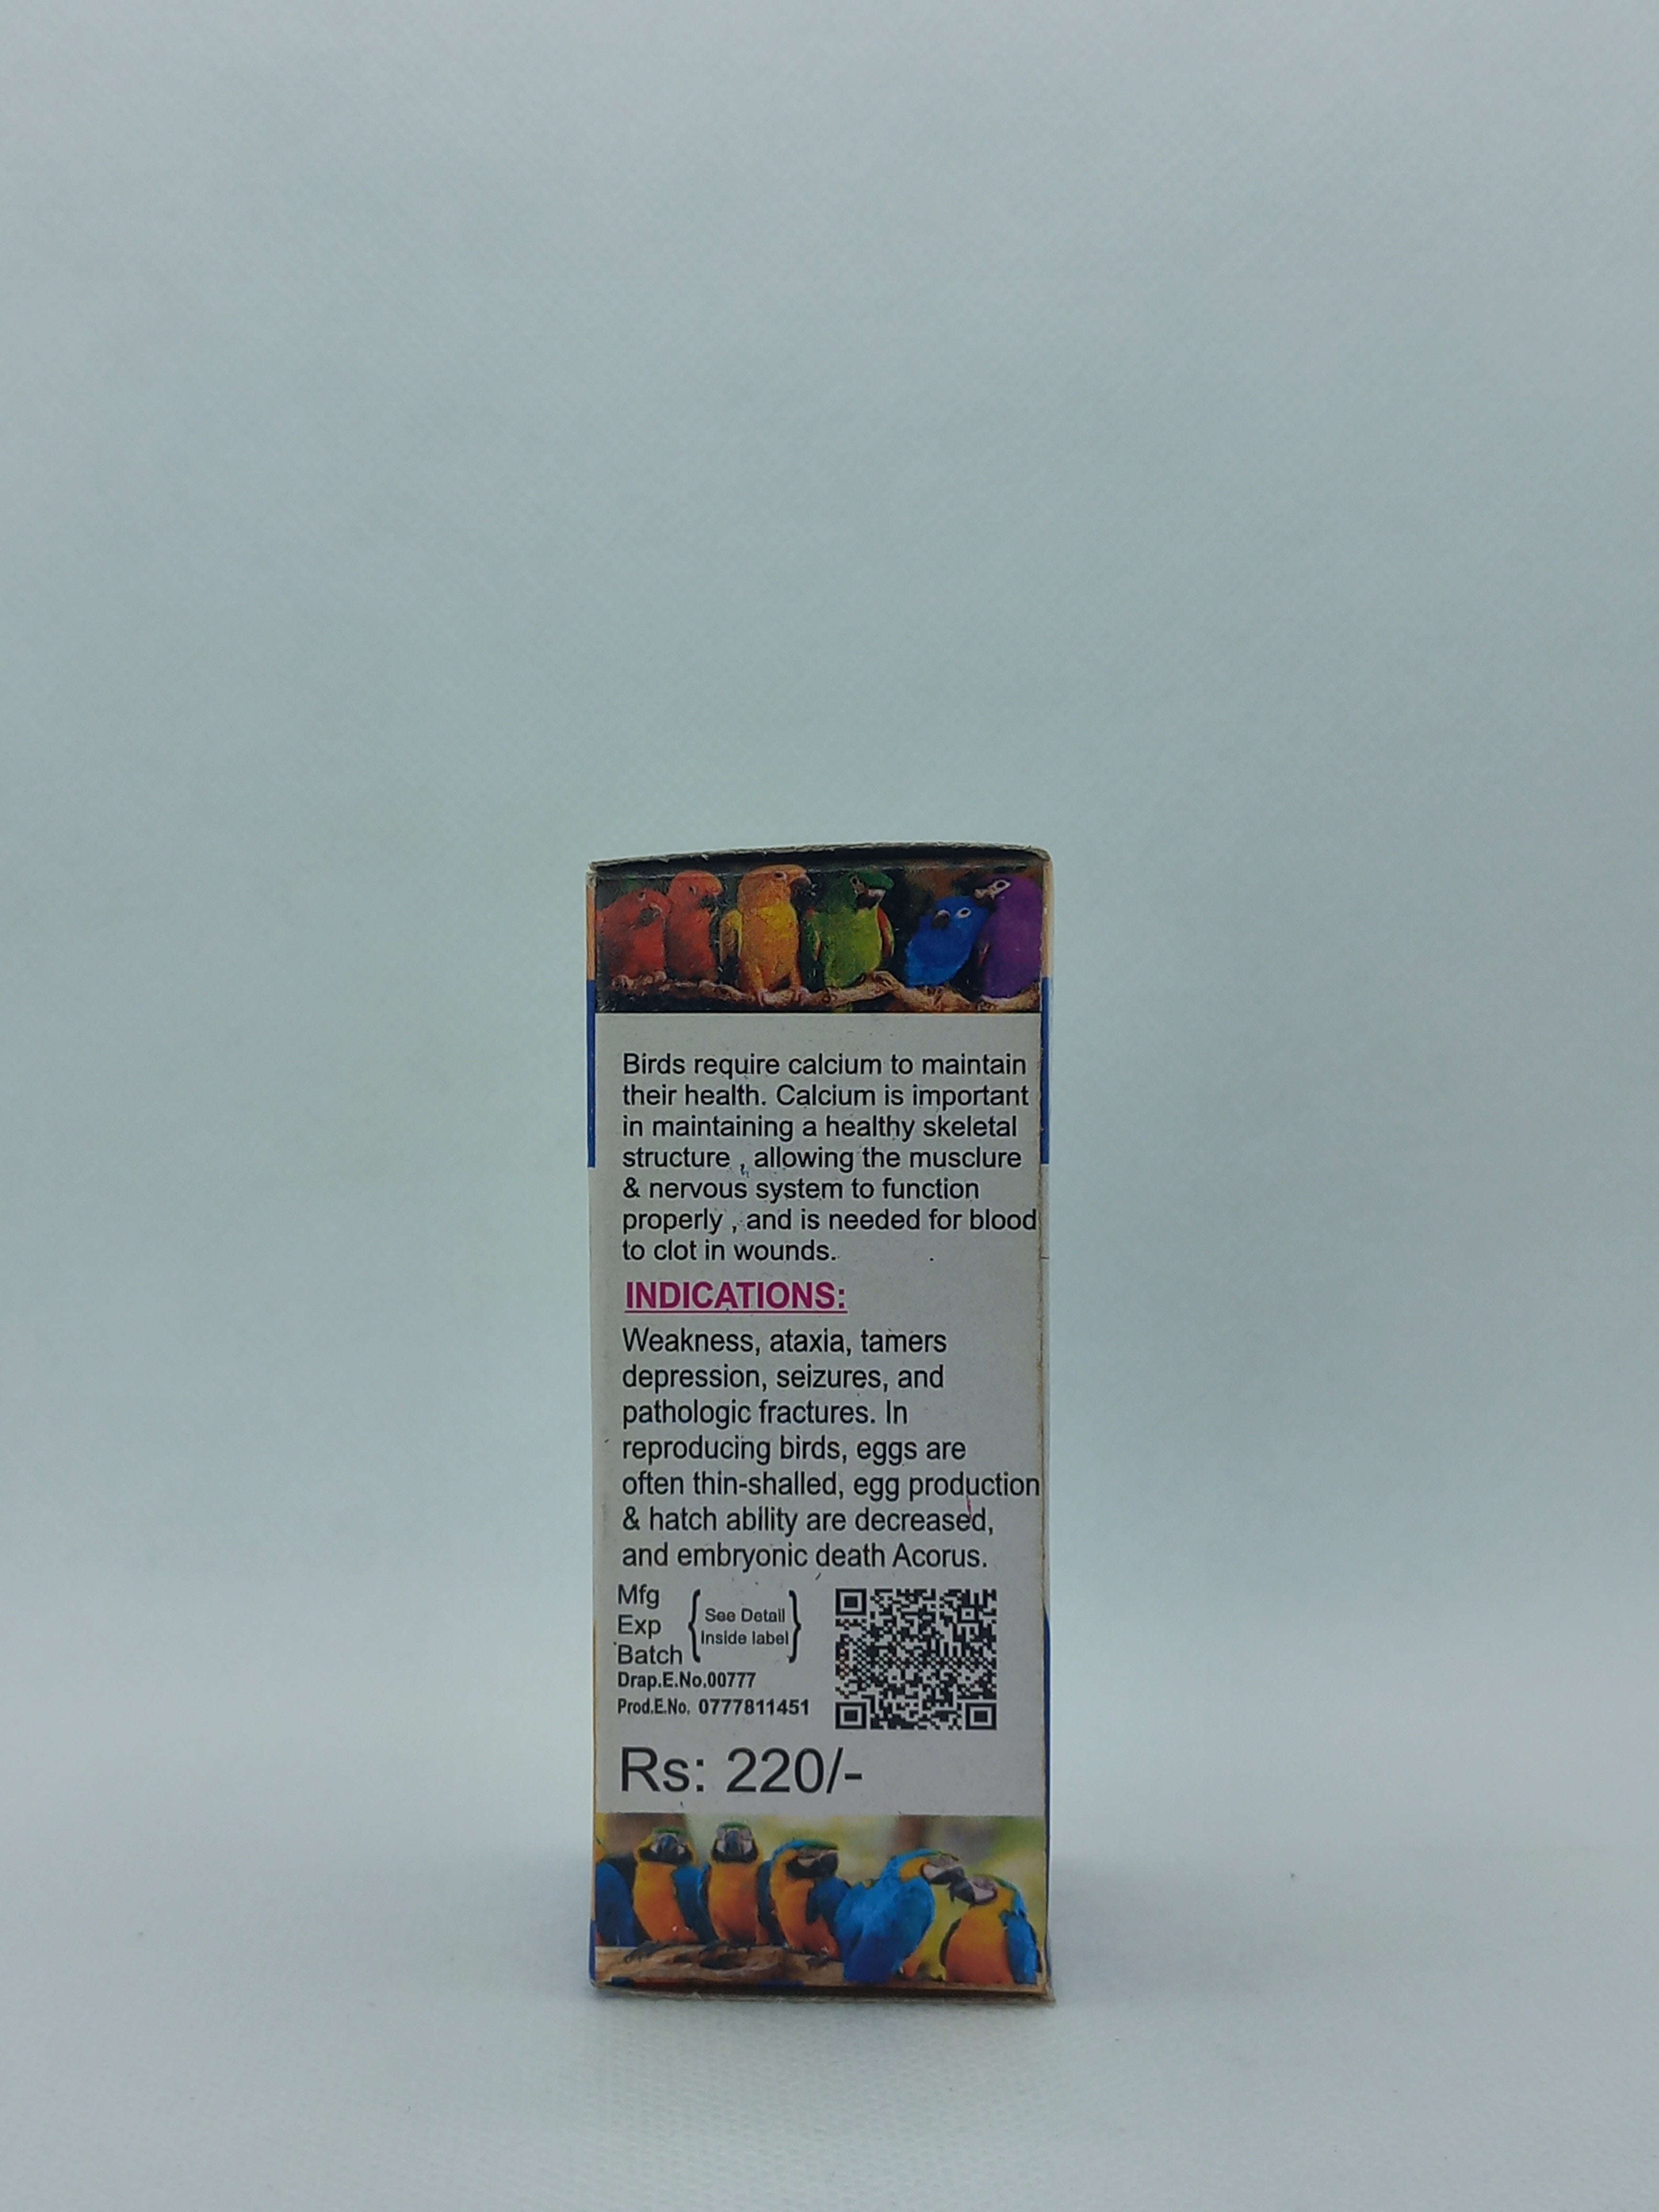 Birds require calcium to maintain
their health. Calcium is important
in maintaining a healthy skeletal
structure , allowing the musclure
& nervous system to function
properly , and is needed for blood
to clot in wounds.
INDICATIONS:
Weakness, ataxia, tamers
depression, seizures, and
pathologic fractures. In
reproducing birds, eggs are
often thin-shalled, egg production
& hatch ability are decreased,
and embryonic death Acorus.
Mfg
Exp
Batch
See Detail
Inside label
Drap.E.No.00777
Prod.E.No. 0777811451
Rs: 220/-